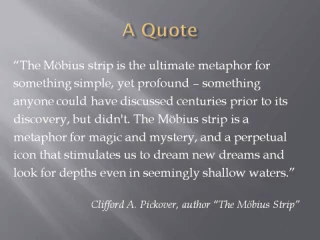 A Quote
“The Möbius strip is the ultimate metaphor for
something simple, yet profound – something
anyone could have discussed centuries prior to its
discovery, but didn't. The Möbius strip is a
metaphor for magic and mystery, and a perpetual
icon that stimulates us to dream new dreams and
look for depths even in seemingly shallow waters.”
Clifford A. Pickover, author “The Möbius Strip”